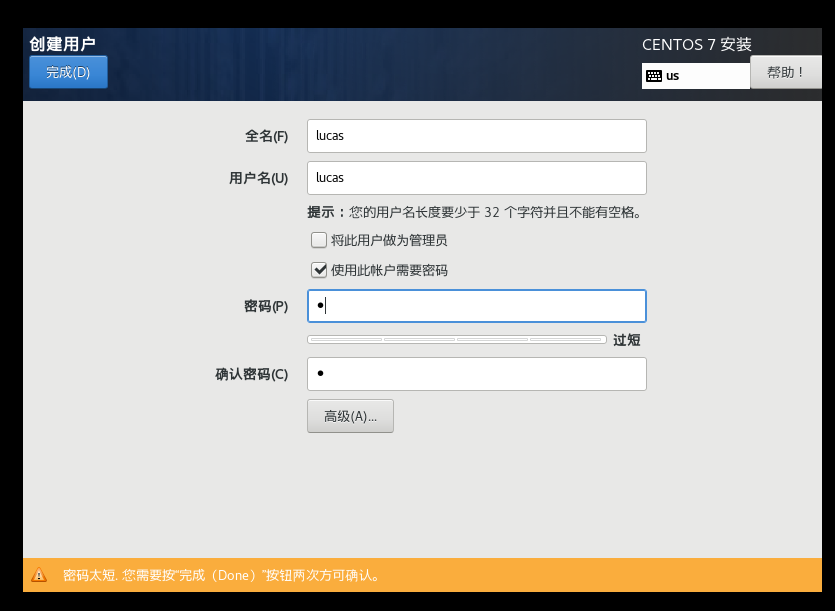 创建用户
CENTOS 7 安装
完成(D)
us
帮助！
全名(F)
lucas
用户名(U)
lucas
提示：您的用户名长度要少于 32 个字符并且不能有空格。
将此用户做为管理员
使用此帐户需要密码
密码(P)
●
过短
确认密码(C)
●
高级(A)...
密码太短. 您需要按“完成（Done）”按钮两次方可确认。